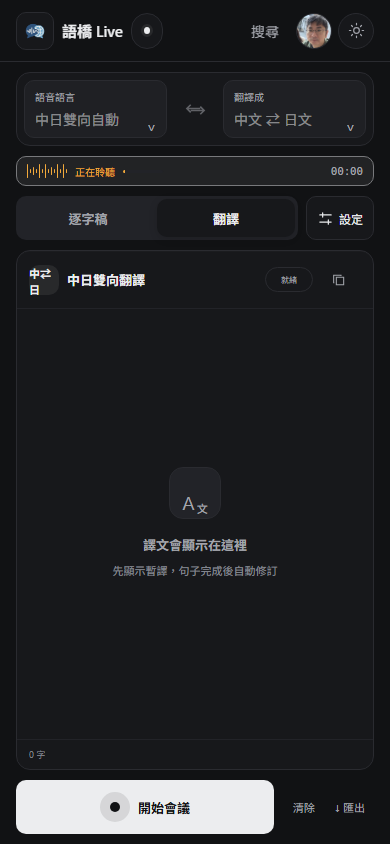 語橋 Live
搜尋
語音語言
中日雙向自動
翻譯成
中文 ⇄ 日文
正在聆聽
00:00
逐字稿
翻譯
設定
中⇄
日
中日雙向翻譯
就緒
A文
譯文會顯示在這裡
先顯示暫譯，句子完成後自動修訂
0 字
開始會議
清除
↓ 匯出